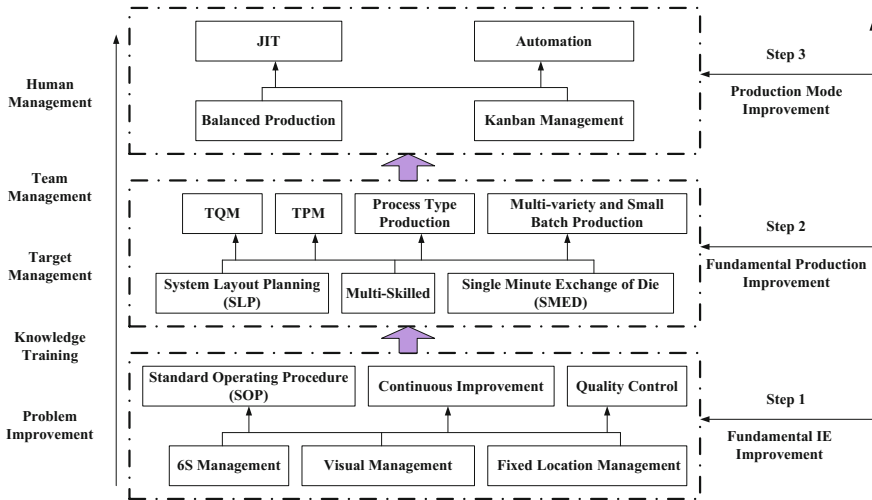 Human
Management
Team
Management
Target
Management
Knowledge
Training
Problem
Improvement
JIT
Automation
Balanced Production
Kanban Management
TQM
TPM
Process Type
Production
Multi-variety and Small
Batch Production
System Layout Planning
(SLP)
Multi-Skilled
Single Minute Exchange of Die
(SMED)
Standard Operating Procedure
(SOP)
Continuous Improvement
Quality Control
6S Management
Visual Management
Fixed Location Management
Step 3
Production Mode
Improvement
Step 2
Fundamental Production
Improvement
Step 1
Fundamental IE
Improvement